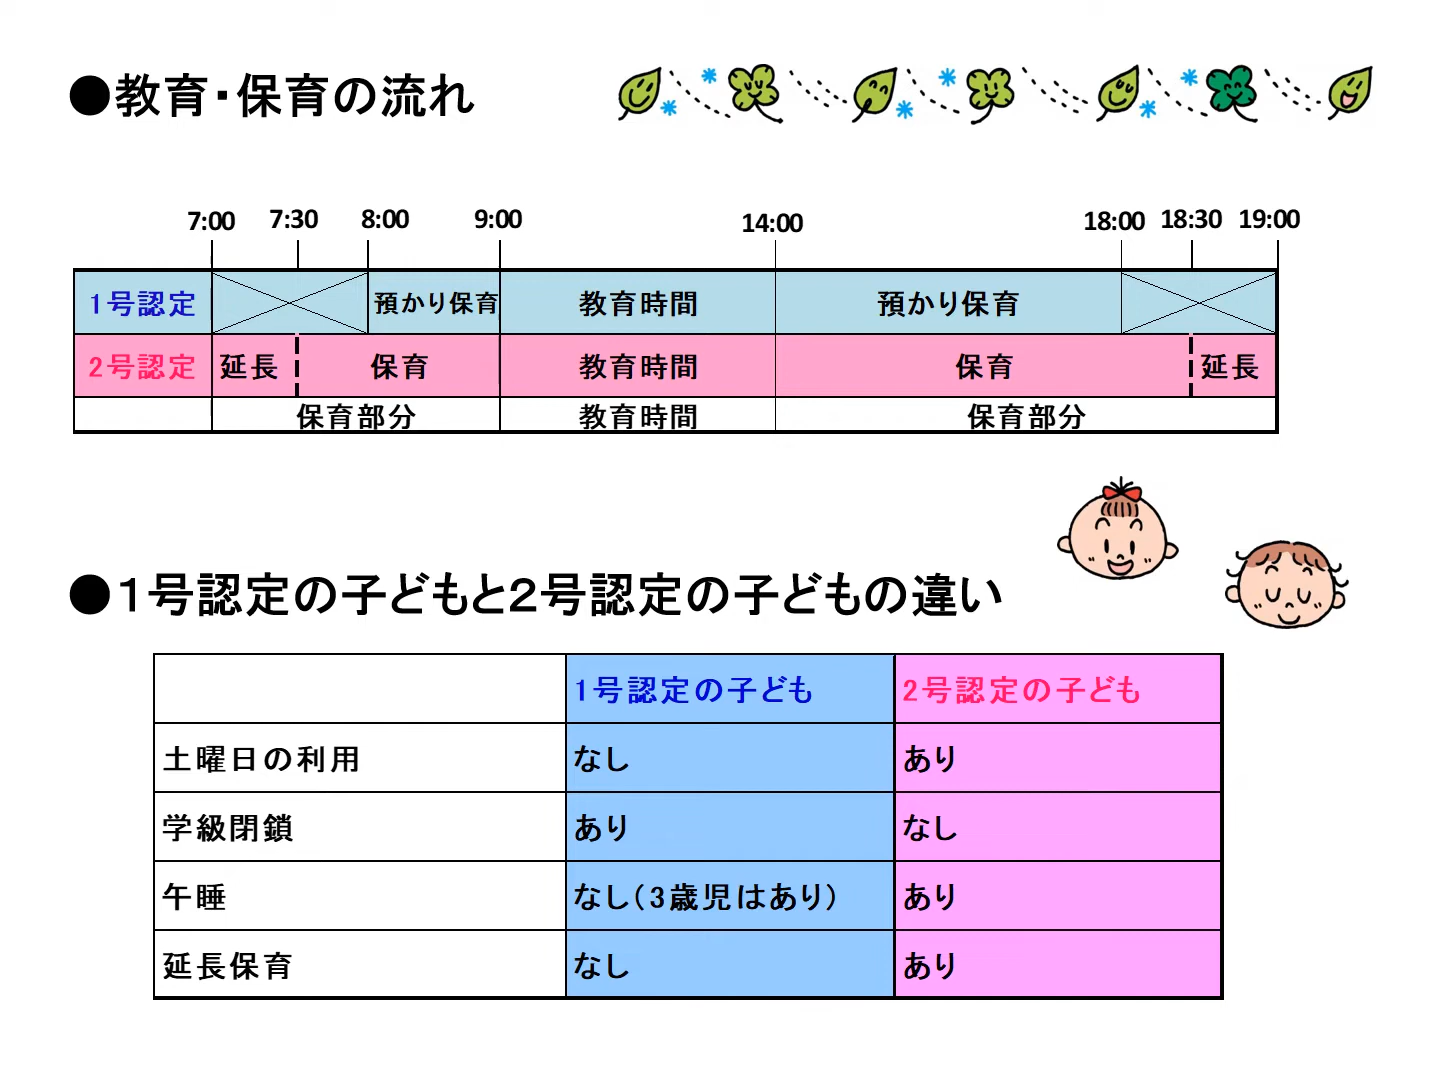 ●教育・保育の流れ
7:00 7:30 8:00 9:00 14:00 18:00 18:30 19:00
1号認定 預かり保育 教育時間 預かり保育
2号認定 延長 保育 教育時間 保育 延長
保育部分 教育時間 保育部分
●1号認定の子どもと2号認定の子どもの違い
1号認定の子ども 2号認定の子ども
土曜日の利用 なし あり
学級閉鎖 あり なし
午睡 なし(3歳児はあり) あり
延長保育 なし あり